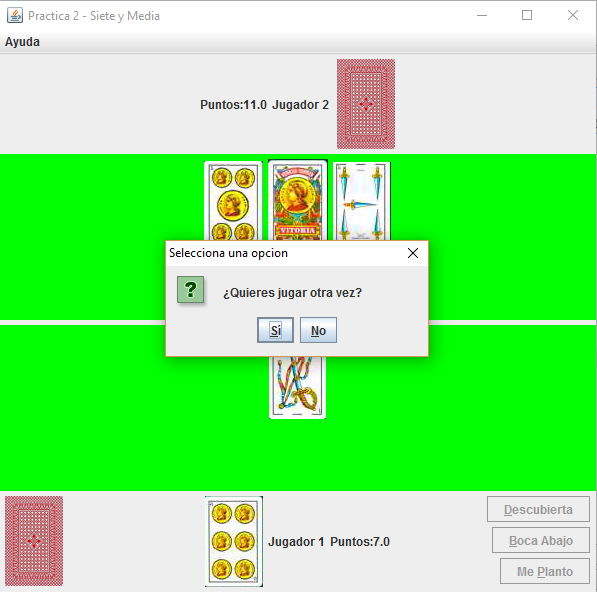 Practica 2 - Siete y Media
Ayuda
Puntos:11.0 Jugador 2
VITORIA
Selecciona una opcion
¿Quieres jugar otra vez?
Sí No
Jugador 1 Puntos:7.0
Descubierta
Boca Abajo
Me Planto